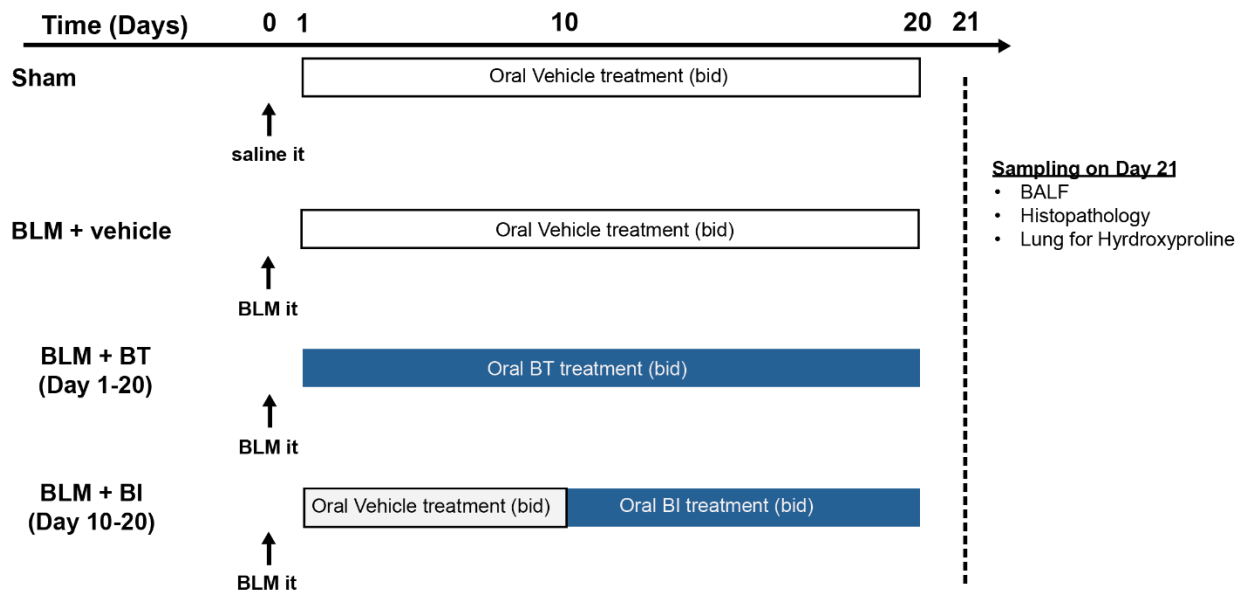 Time (Days) 0 1 10 20 21
Sham
Oral Vehicle treatment (bid)
saline it
BLM + vehicle
Oral Vehicle treatment (bid)
BLM it
BLM + BT
(Day 1-20)
Oral BT treatment (bid)
BLM it
BLM + BI
(Day 10-20)
Oral Vehicle treatment (bid)
Oral BI treatment (bid)
BLM it
Sampling on Day 21
• BALF
• Histopathology
• Lung for Hyrdroxyproline